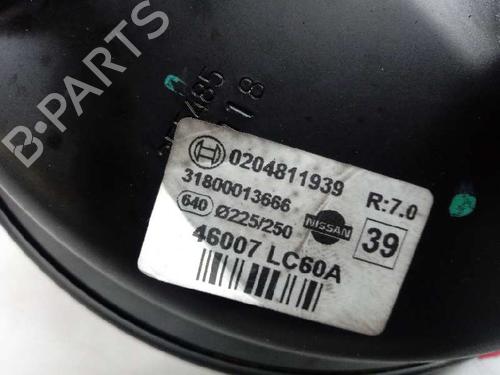 B-PARTS
0204811939
31800013666
R:7.0
640 Ø225/250 NISSAN 39
46007 LC60A